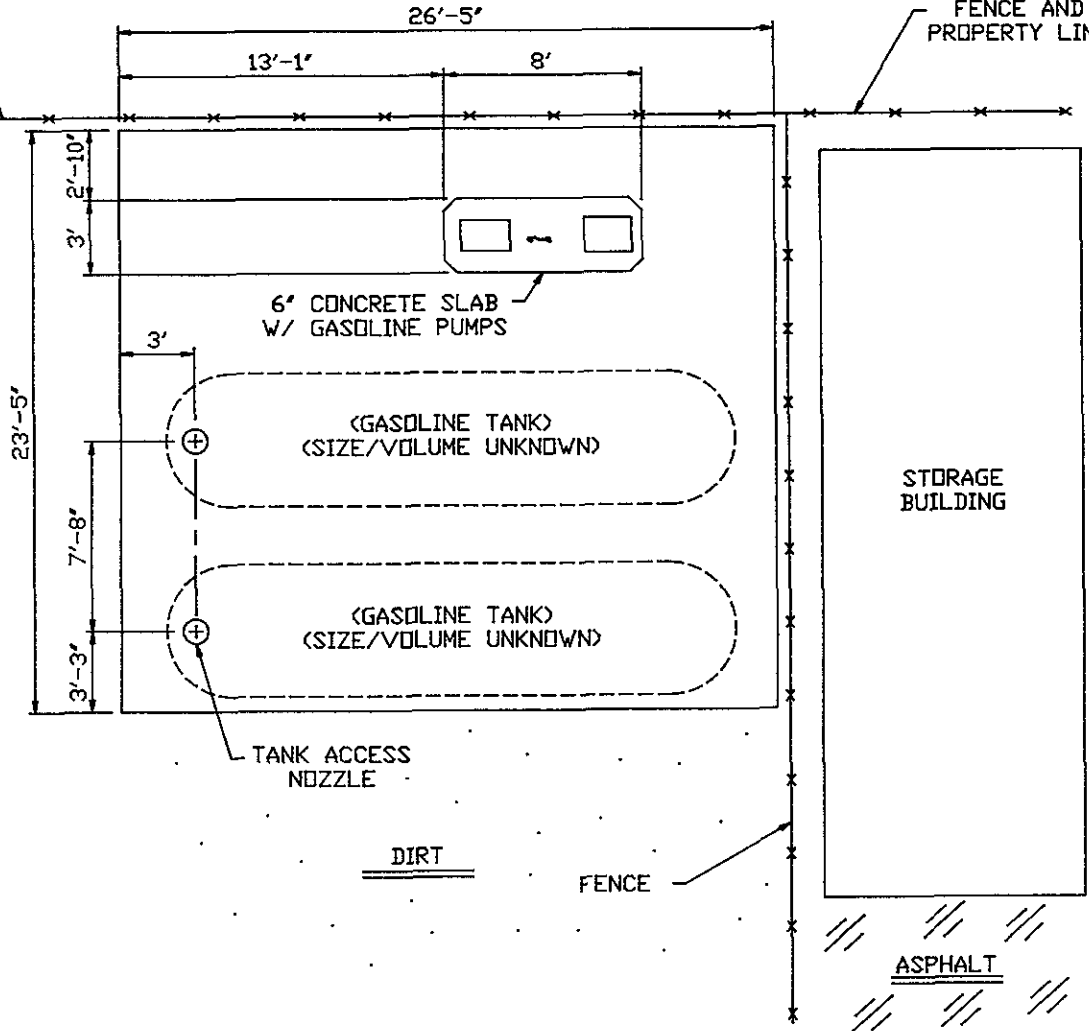 26'-5"
FENCE AND
PROPERTY LIN
13'-1"
8'
2'-10"
3'
6" CONCRETE SLAB
W/ GASOLINE PUMPS
3'
23'-5"
(GASOLINE TANK)
(SIZE/VOLUME UNKNOWN)
STORAGE
BUILDING
7'-8"
(GASOLINE TANK)
(SIZE/VOLUME UNKNOWN)
3'-3"
TANK ACCESS
NOZZLE
DIRT
FENCE
ASPHALT